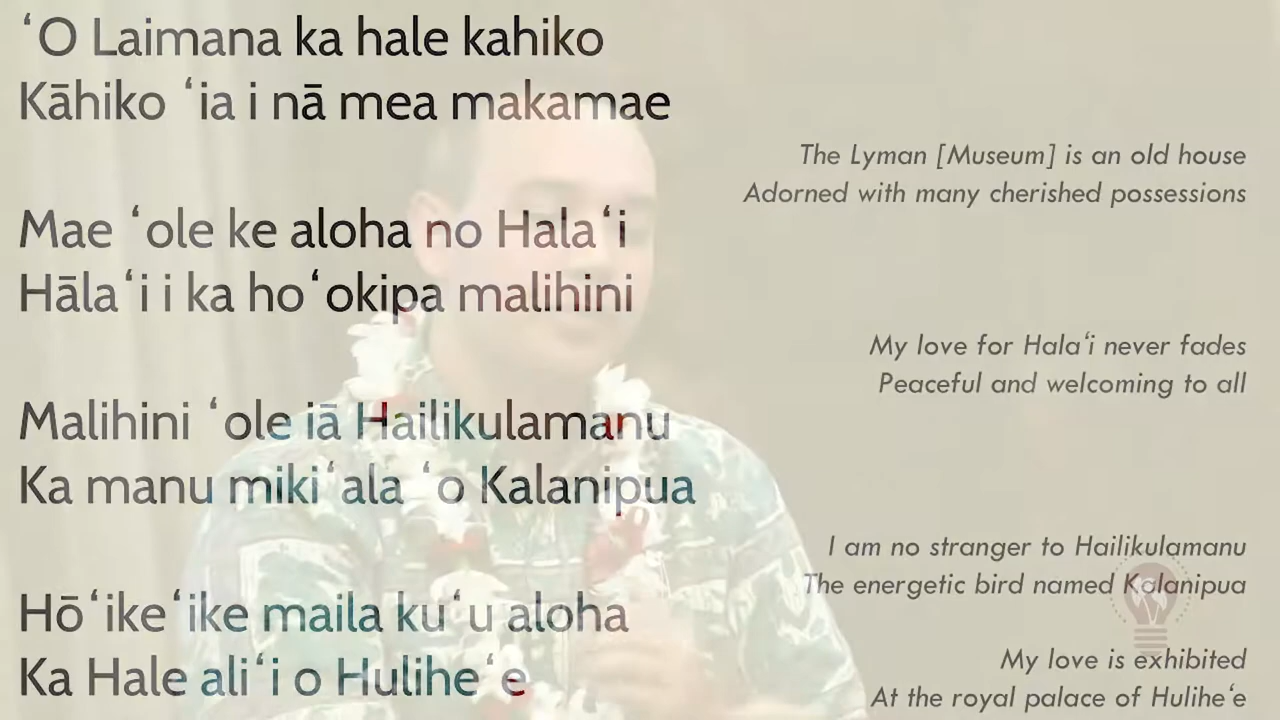 ʻO Laimana ka hale kahiko
Kāhiko ʻia i nā mea makamae
The Lyman [Museum] is an old house
Adorned with many cherished possessions
Mae ʻole ke aloha no Halaʻi
Hālaʻi i ka hoʻokipa malihini
My love for Halaʻi never fades
Peaceful and welcoming to all
Malihini ʻole iā Hailikulamanu
Ka manu mikiʻala ʻo Kalanipua
I am no stranger to Hailikulamanu
The energetic bird named Kalanipua
Hōʻikeʻike maila kuʻu aloha
Ka Hale aliʻi o Huliheʻe
My love is exhibited
At the royal palace of Huliheʻe